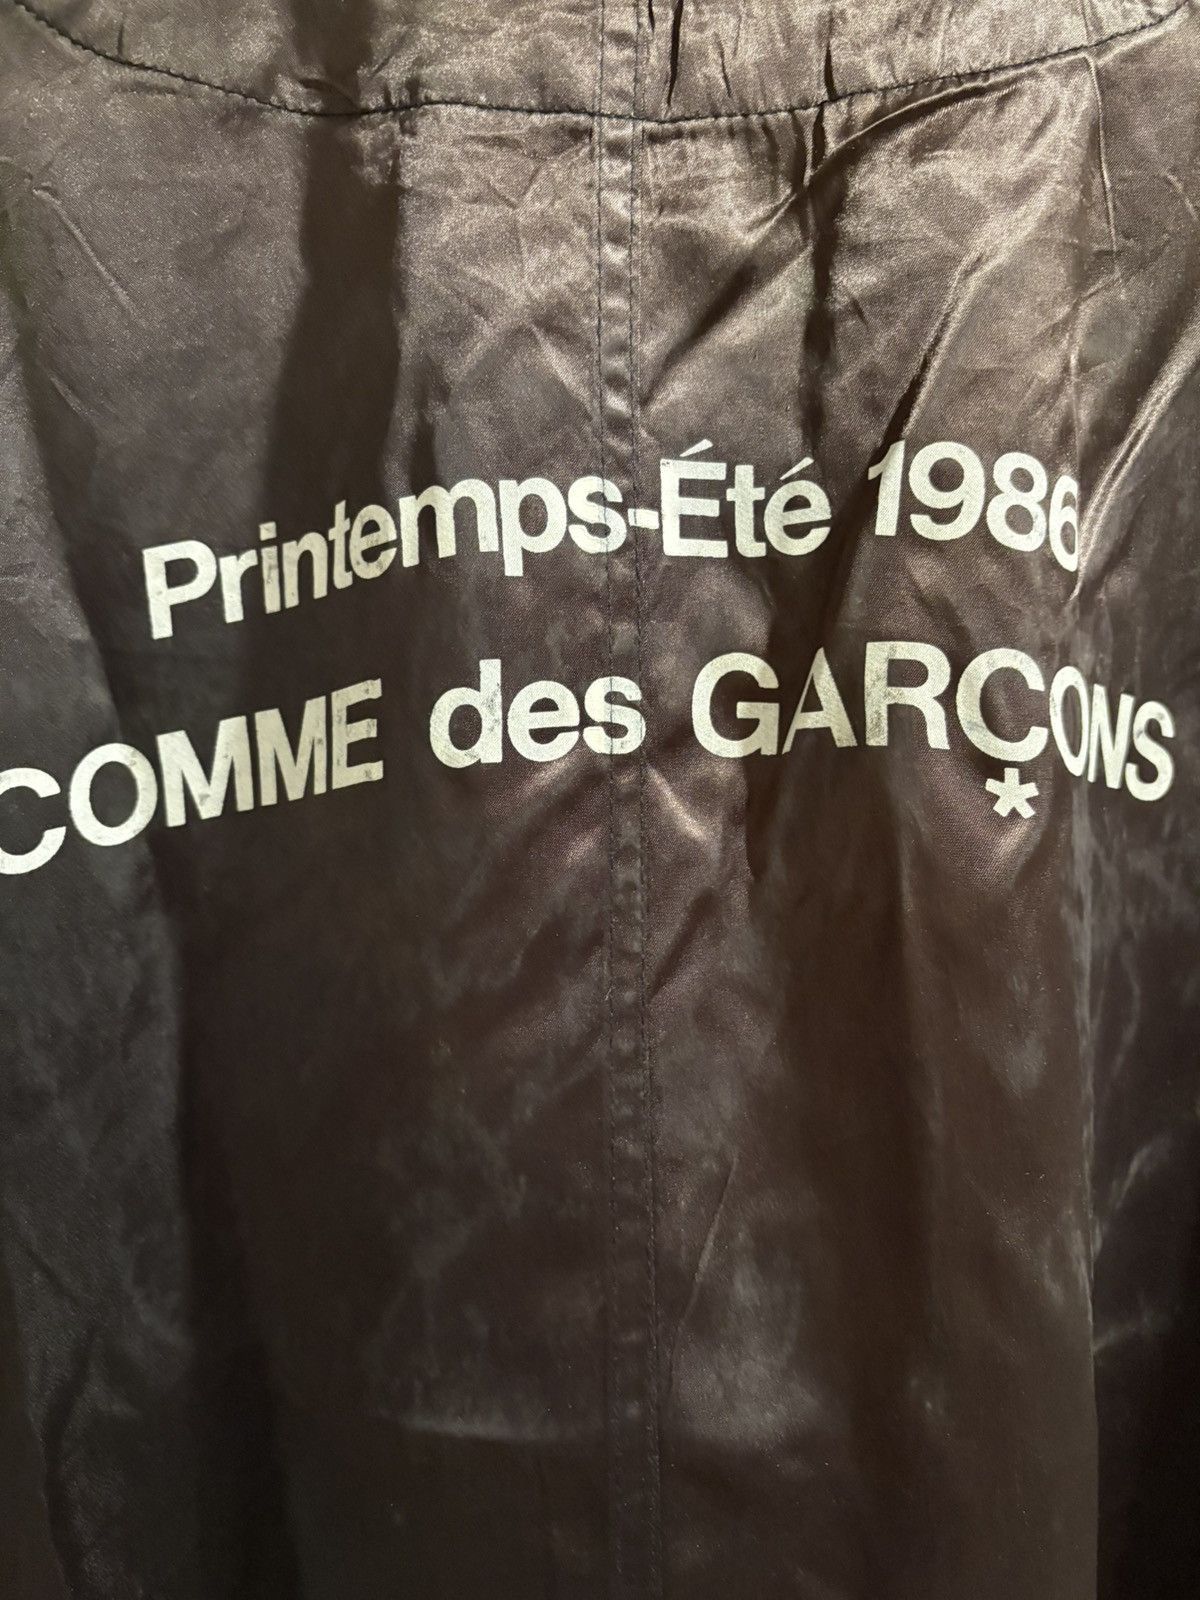 Printemps-Été 1986
COMME des GARÇONS
*